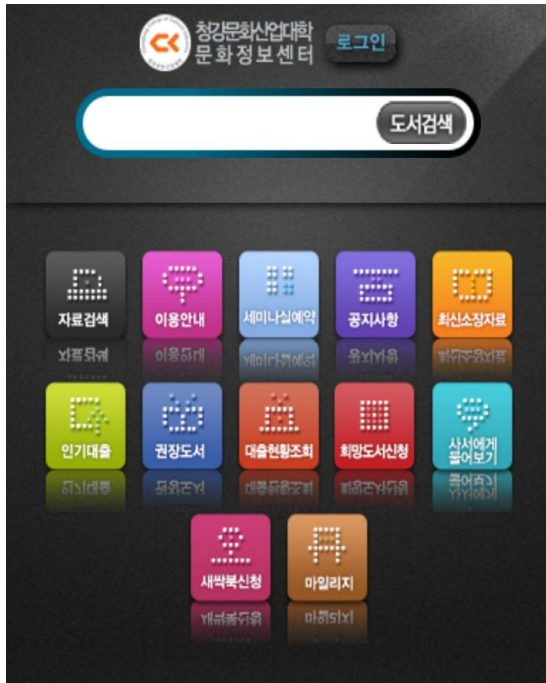 청강문화산업대학
문화정보센터
로그인
도서검색
자료검색
이용안내
세미나실예약
공지사항
최신소장자료
인기대출
권장도서
대출현황조회
희망도서신청
사서에게
물어보기
새싹북신청
마일리지